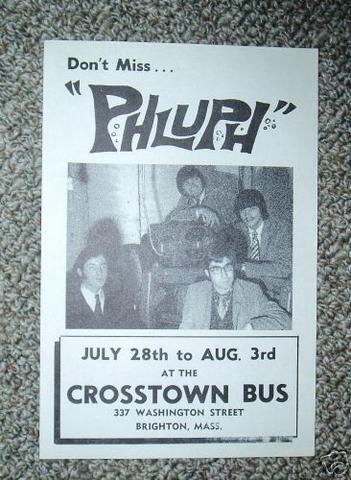 Don't Miss...
"PHLUPH"
JULY 28th to AUG. 3rd
AT THE
CROSSTOWN BUS
337 WASHINGTON STREET
BRIGHTON, MASS.